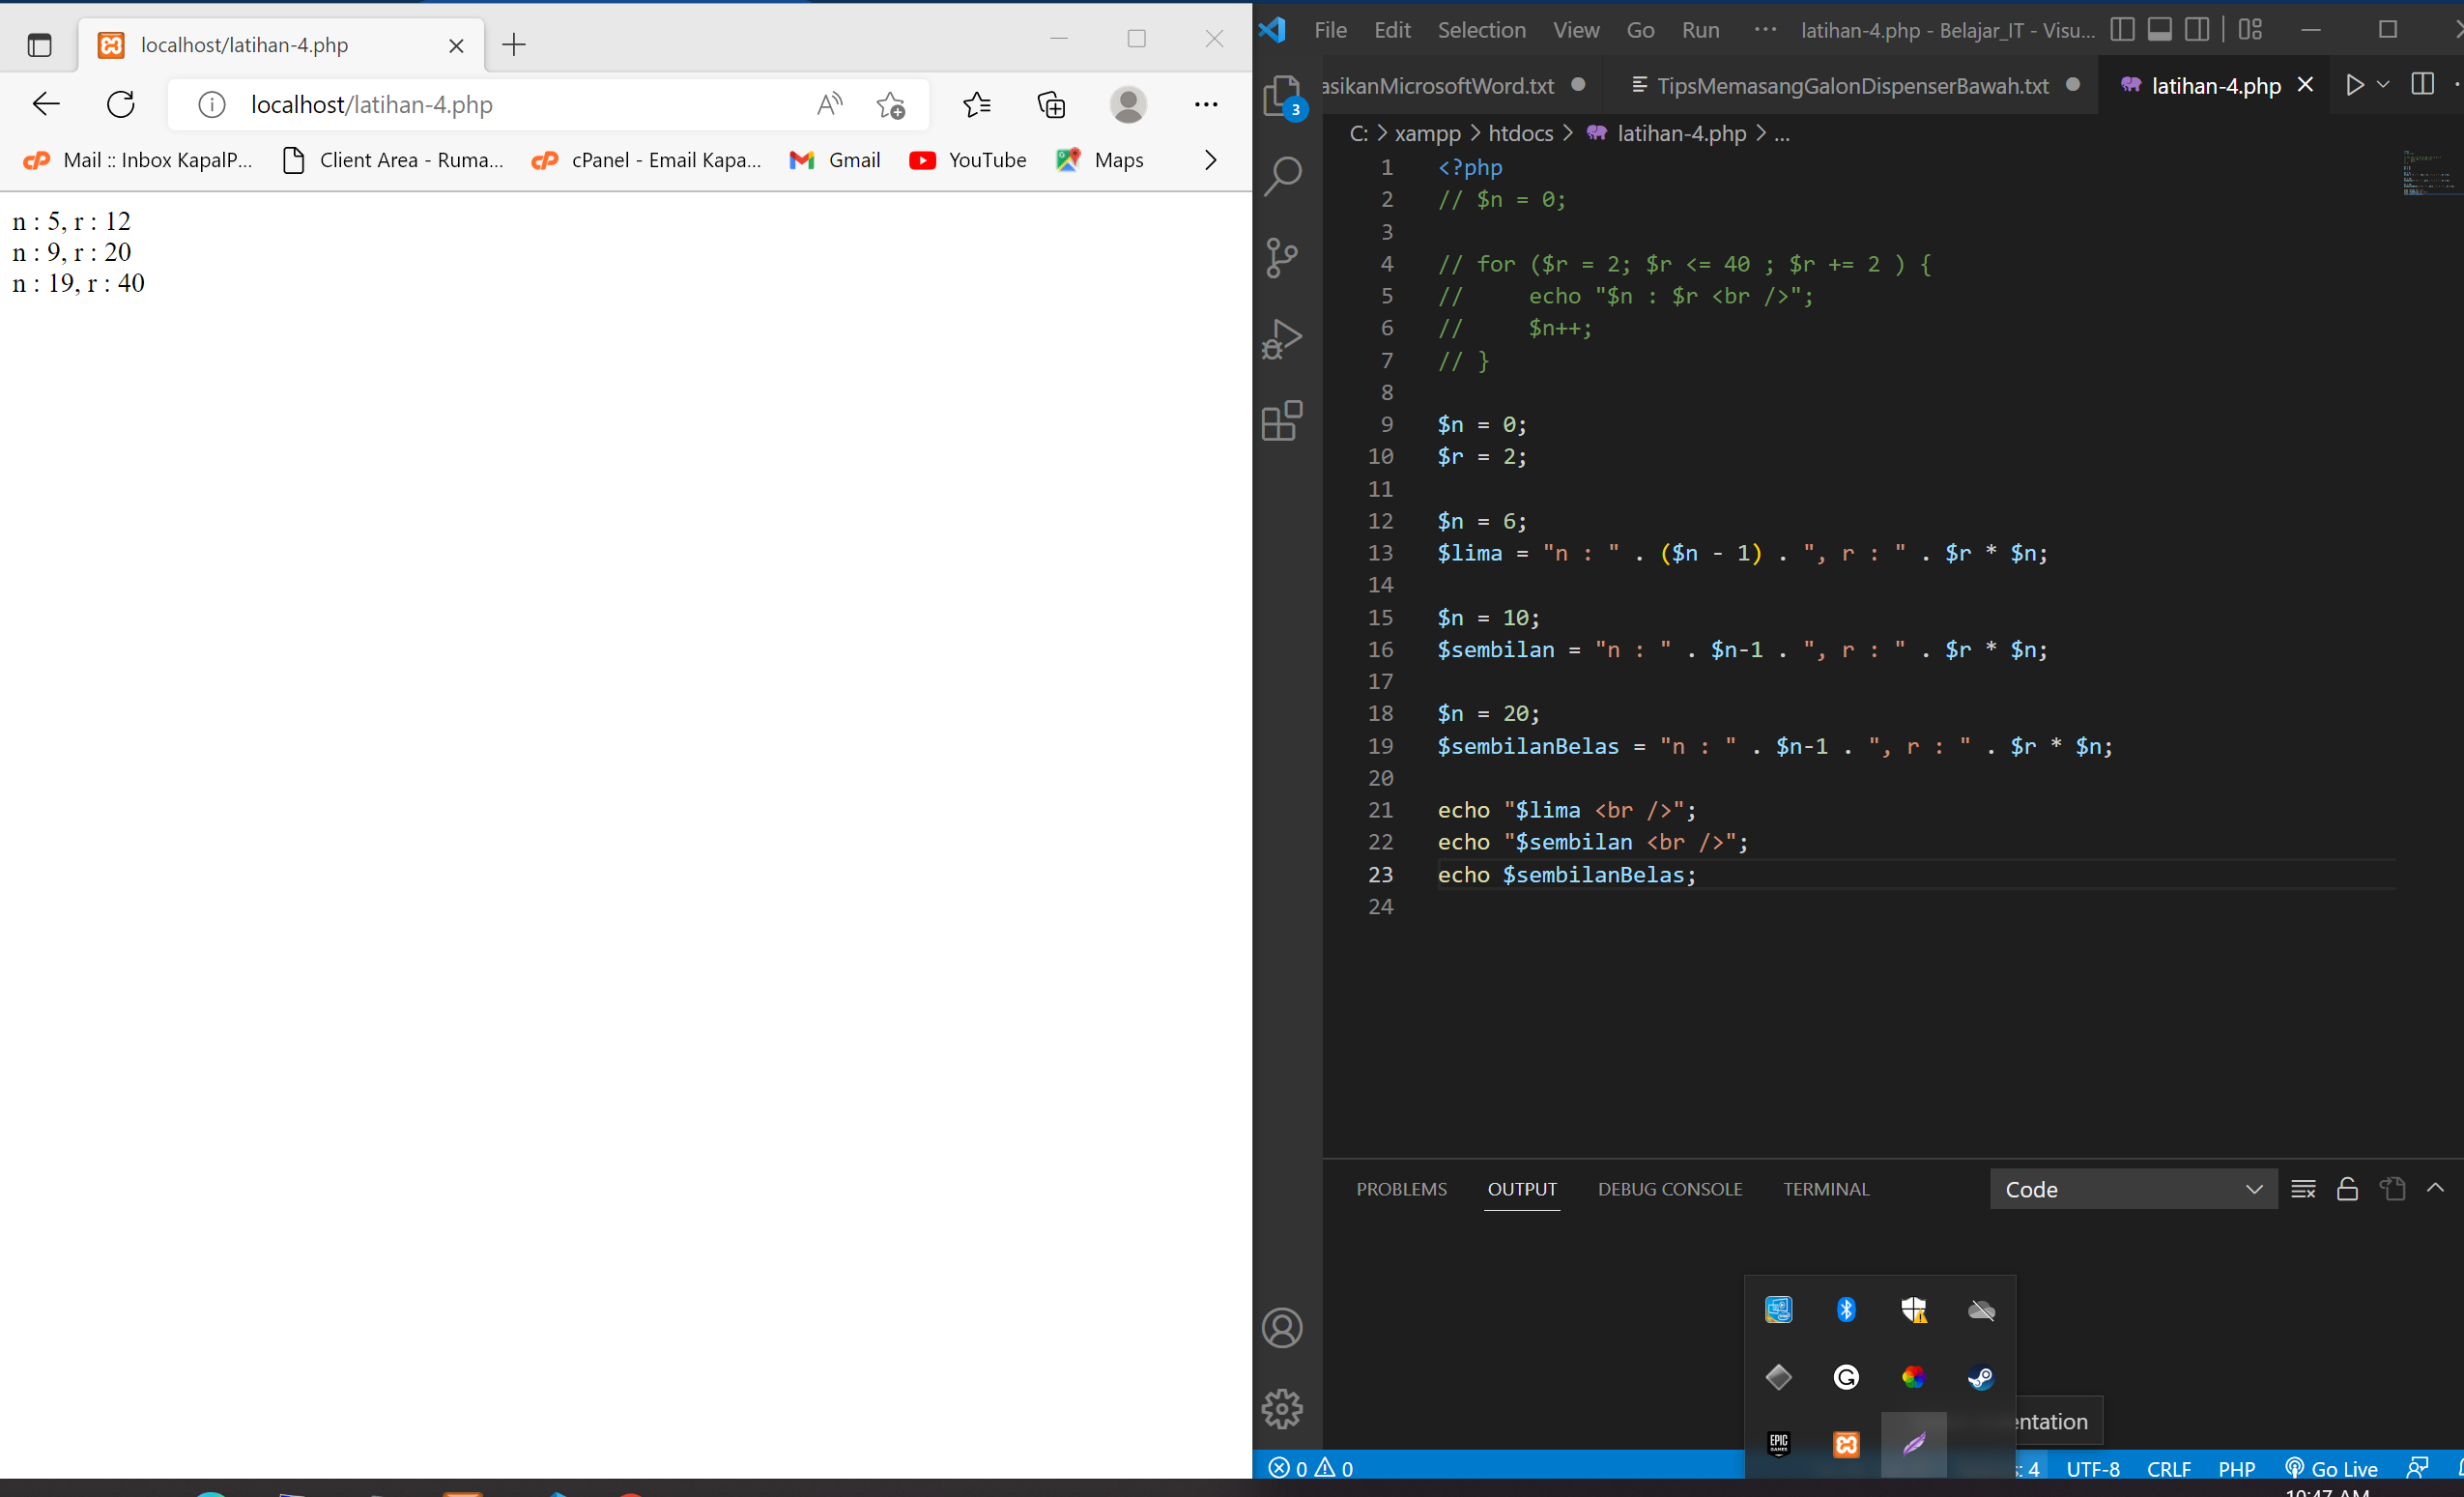 localhost/latihan-4.php
localhost/latihan-4.php
Mail :: Inbox KapalP... Client Area - Ruma... cPanel - Email Kapa... Gmail YouTube Maps
n : 5, r : 12
n : 9, r : 20
n : 19, r : 40
File Edit Selection View Go Run ··· latihan-4.php - Belajar_IT - Visu...
asikanMicrosoftWord.txt TipsMemasangGalonDispenserBawah.txt latihan-4.php
3
C: > xampp > htdocs > latihan-4.php > ...
1 <?php
2 // $n = 0;
3
4 // for ($r = 2; $r <= 40 ; $r += 2 ) {
5 //     echo "$n : $r <br />";
6 //     $n++;
7 // }
8
9 $n = 0;
10 $r = 2;
11
12 $n = 6;
13 $lima = "n : " . ($n - 1) . ", r : " . $r * $n;
14
15 $n = 10;
16 $sembilan = "n : " . $n-1 . ", r : " . $r * $n;
17
18 $n = 20;
19 $sembilanBelas = "n : " . $n-1 . ", r : " . $r * $n;
20
21 echo "$lima <br />";
22 echo "$sembilan <br />";
23 echo $sembilanBelas;
24
PROBLEMS OUTPUT DEBUG CONSOLE TERMINAL Code
EPIC GAMES
entation
0 0 s: 4 UTF-8 CRLF PHP Go Live
10:47 AM